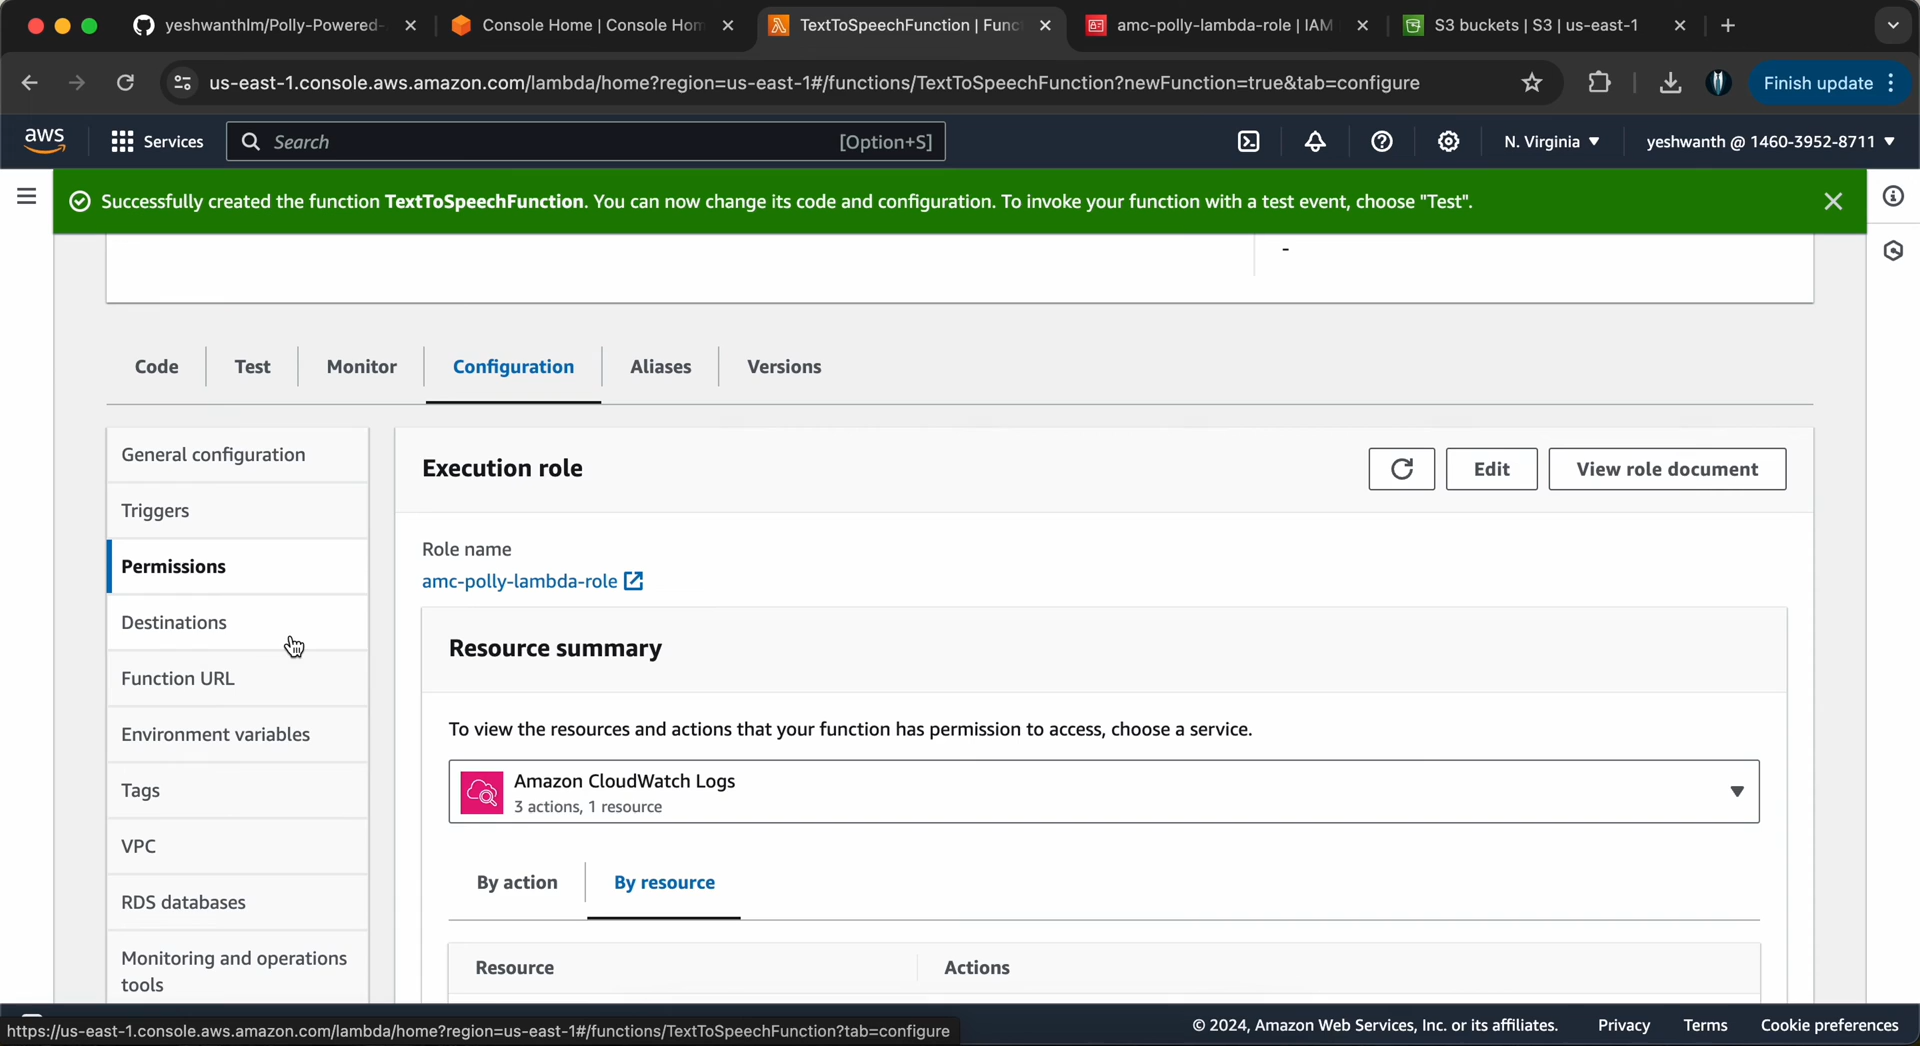 yeshwanthlm/Polly-Powered-
Console Home | Console Hom
TextToSpeechFunction | Func
amc-polly-lambda-role | IAM
S3 buckets | S3 | us-east-1
us-east-1.console.aws.amazon.com/lambda/home?region=us-east-1#/functions/TextToSpeechFunction?newFunction=true&tab=configure
Finish update
aws
Services
Search
[Option+S]
N. Virginia
yeshwanth @ 1460-3952-8711
Successfully created the function TextToSpeechFunction. You can now change its code and configuration. To invoke your function with a test event, choose "Test".
-
Code
Test
Monitor
Configuration
Aliases
Versions
General configuration
Triggers
Permissions
Destinations
Function URL
Environment variables
Tags
VPC
RDS databases
Monitoring and operations
tools
Execution role
Edit
View role document
Role name
amc-polly-lambda-role
Resource summary
To view the resources and actions that your function has permission to access, choose a service.
Amazon CloudWatch Logs
3 actions, 1 resource
By action
By resource
Resource
Actions
https://us-east-1.console.aws.amazon.com/lambda/home?region=us-east-1#/functions/TextToSpeechFunction?tab=configure
© 2024, Amazon Web Services, Inc. or its affiliates.
Privacy
Terms
Cookie preferences